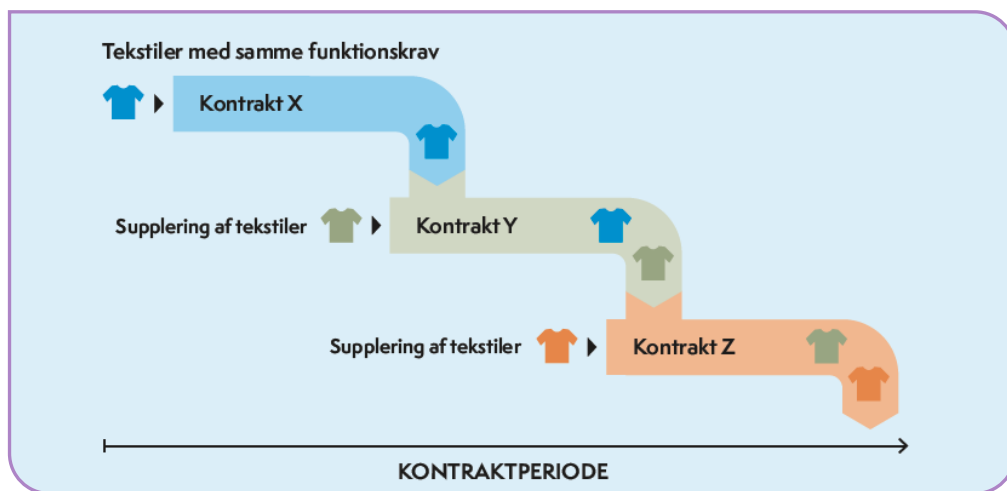 Tekstiler med samme funktionskrav
Kontrakt X
Supplering af tekstiler
Kontrakt Y
Supplering af tekstiler
Kontrakt Z
KONTRAKTPERIODE